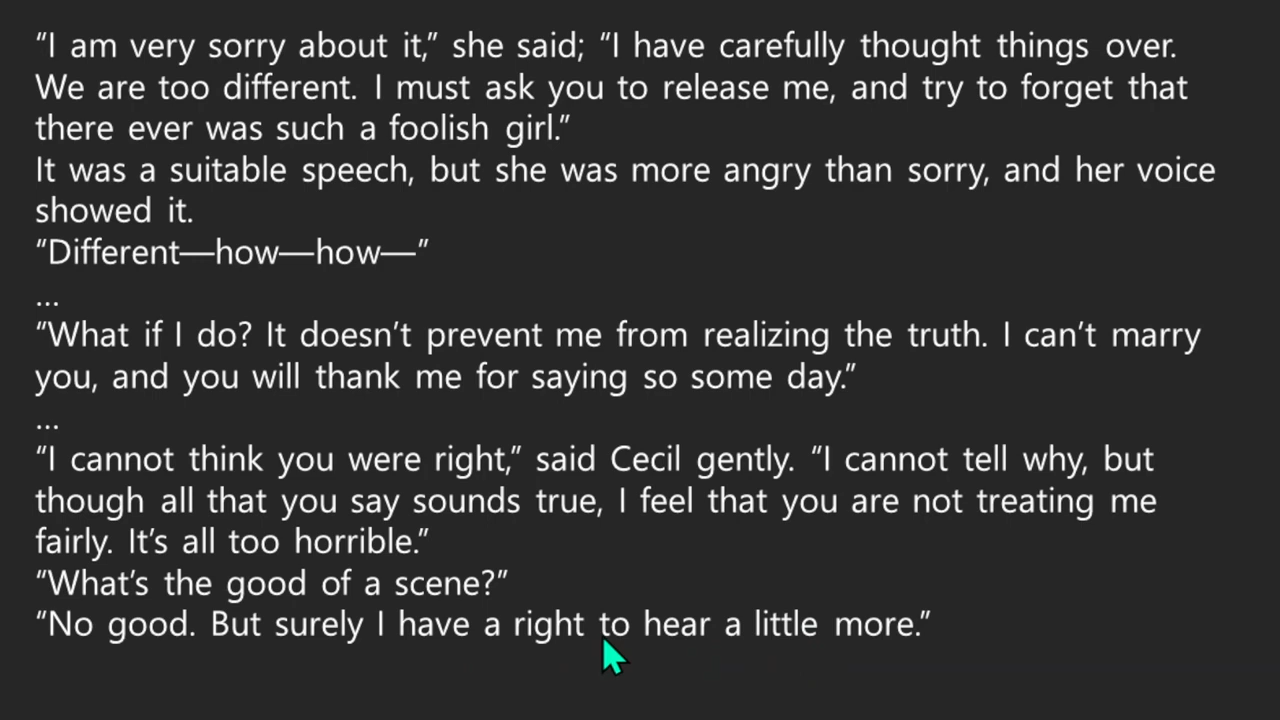 “I am very sorry about it,” she said; “I have carefully thought things over.
We are too different. I must ask you to release me, and try to forget that
there ever was such a foolish girl.”
It was a suitable speech, but she was more angry than sorry, and her voice
showed it.
“Different—how—how—”
...
“What if I do? It doesn’t prevent me from realizing the truth. I can’t marry
you, and you will thank me for saying so some day.”
...
“I cannot think you were right,” said Cecil gently. “I cannot tell why, but
though all that you say sounds true, I feel that you are not treating me
fairly. It’s all too horrible.”
“What’s the good of a scene?”
“No good. But surely I have a right to hear a little more.”